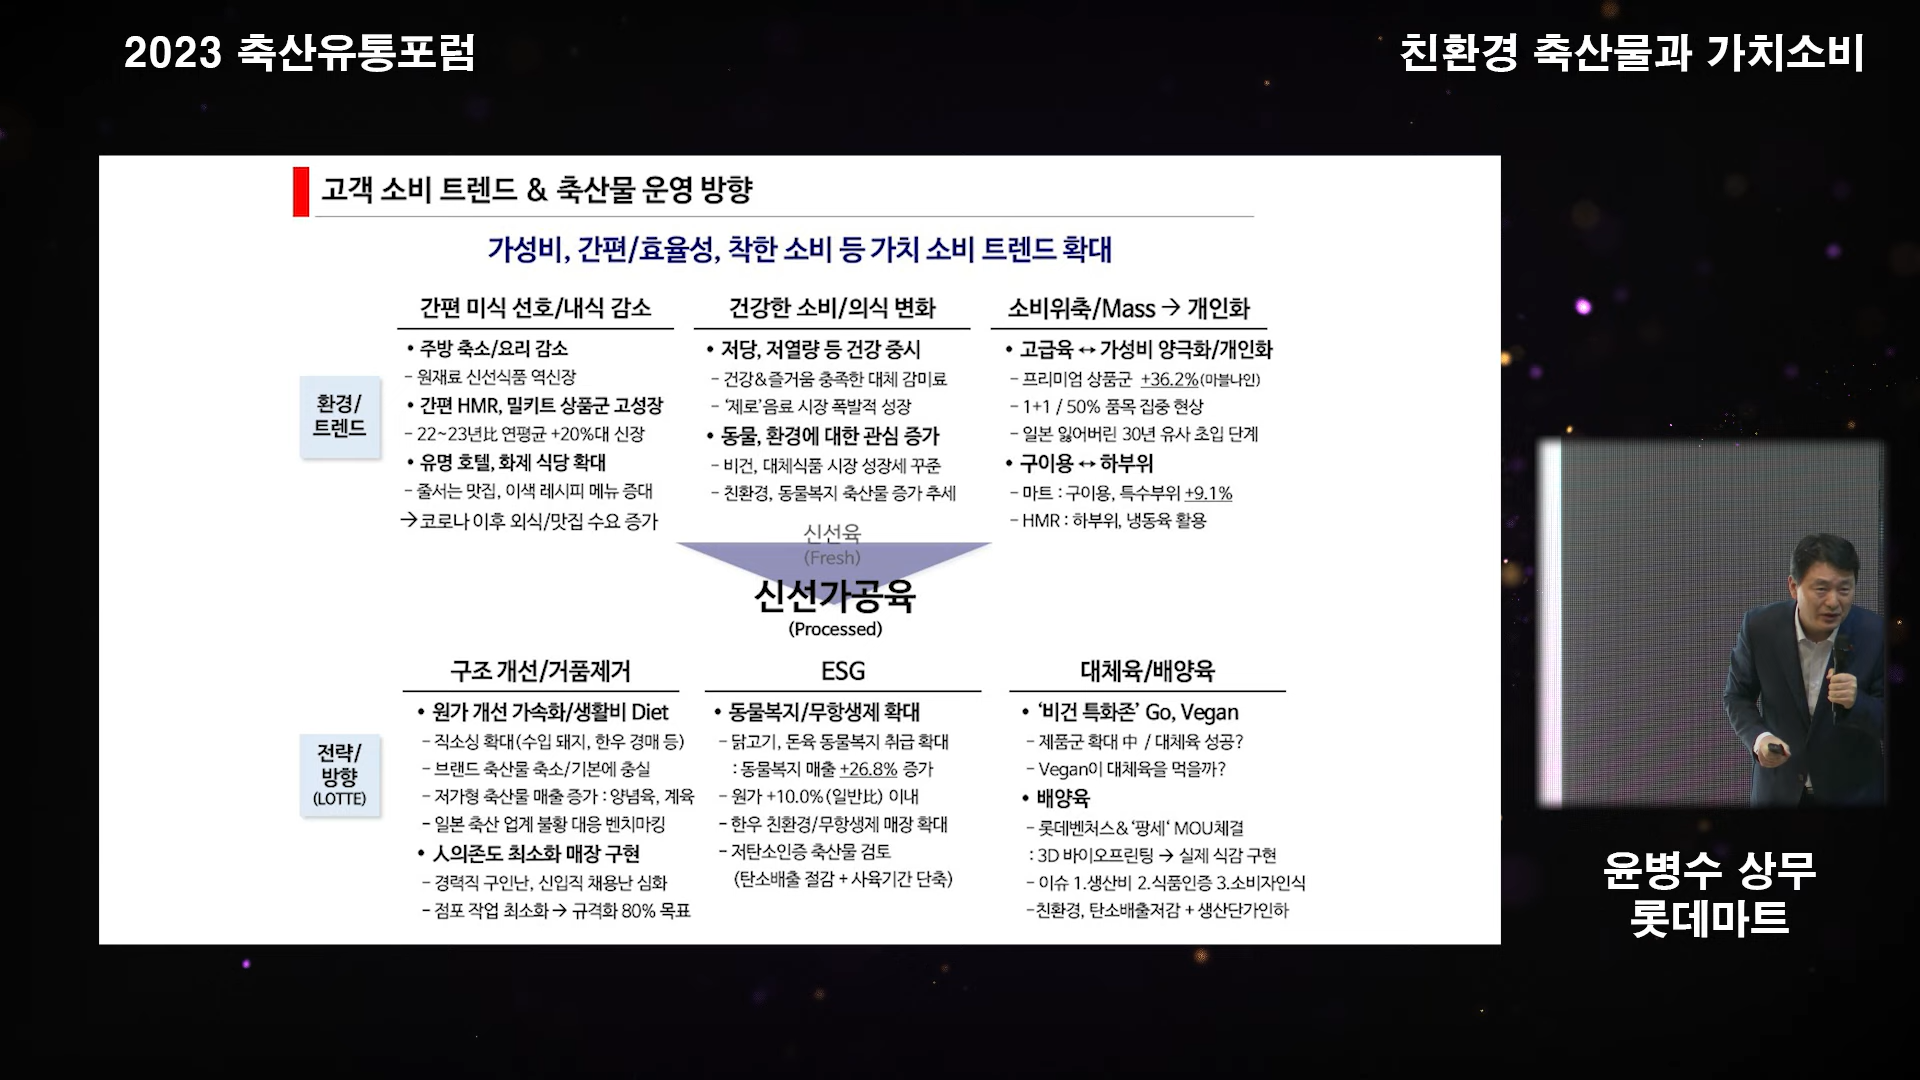 2023 축산유통포럼
친환경 축산물과 가치소비
고객 소비 트렌드 & 축산물 운영 방향
가성비, 간편/효율성, 착한 소비 등 가치 소비 트렌드 확대
환경/
트렌드
간편 미식 선호/내식 감소
• 주방 축소/요리 감소
- 원재료 신선식품 역신장
• 간편 HMR, 밀키트 상품군 고성장
- 22~23년比 연평균 +20%대 신장
• 유명 호텔, 화제 식당 확대
- 줄서는 맛집, 이색 레시피 메뉴 증대
→코로나 이후 외식/맛집 수요 증가
건강한 소비/의식 변화
• 저당, 저열량 등 건강 중시
- 건강&즐거움 충족한 대체 감미료
- '제로'음료 시장 폭발적 성장
• 동물, 환경에 대한 관심 증가
- 비건, 대체식품 시장 성장세 꾸준
- 친환경, 동물복지 축산물 증가 추세
소비위축/Mass → 개인화
• 고급육 ↔ 가성비 양극화/개인화
- 프리미엄 상품군 +36.2%(마블나인)
- 1+1 / 50% 품목 집중 현상
- 일본 잃어버린 30년 유사 초입 단계
• 구이용 ↔ 하부위
- 마트 : 구이용, 특수부위 +9.1%
- HMR : 하부위, 냉동육 활용
신선육
(Fresh)
신선가공육
(Processed)
전략/
방향
(LOTTE)
구조 개선/거품제거
• 원가 개선 가속화/생활비 Diet
- 직소싱 확대(수입 돼지, 한우 경매 등)
- 브랜드 축산물 축소/기본에 충실
- 저가형 축산물 매출 증가 : 양념육, 계육
- 일본 축산 업계 불황 대응 벤치마킹
• 人의존도 최소화 매장 구현
- 경력직 구인난, 신입직 채용난 심화
- 점포 작업 최소화 → 규격화 80% 목표
ESG
• 동물복지/무항생제 확대
- 닭고기, 돈육 동물복지 취급 확대
: 동물복지 매출 +26.8% 증가
- 원가 +10.0%(일반比) 이내
- 한우 친환경/무항생제 매장 확대
- 저탄소인증 축산물 검토
(탄소배출 절감 + 사육기간 단축)
대체육/배양육
• '비건 특화존' Go, Vegan
- 제품군 확대 中 / 대체육 성공?
- Vegan이 대체육을 먹을까?
• 배양육
- 롯데벤처스&'팡세' MOU체결
: 3D 바이오프린팅 → 실제 식감 구현
- 이슈 1.생산비 2.식품인증 3.소비자인식
-친환경, 탄소배출저감 + 생산단가인하
윤병수 상무
롯데마트